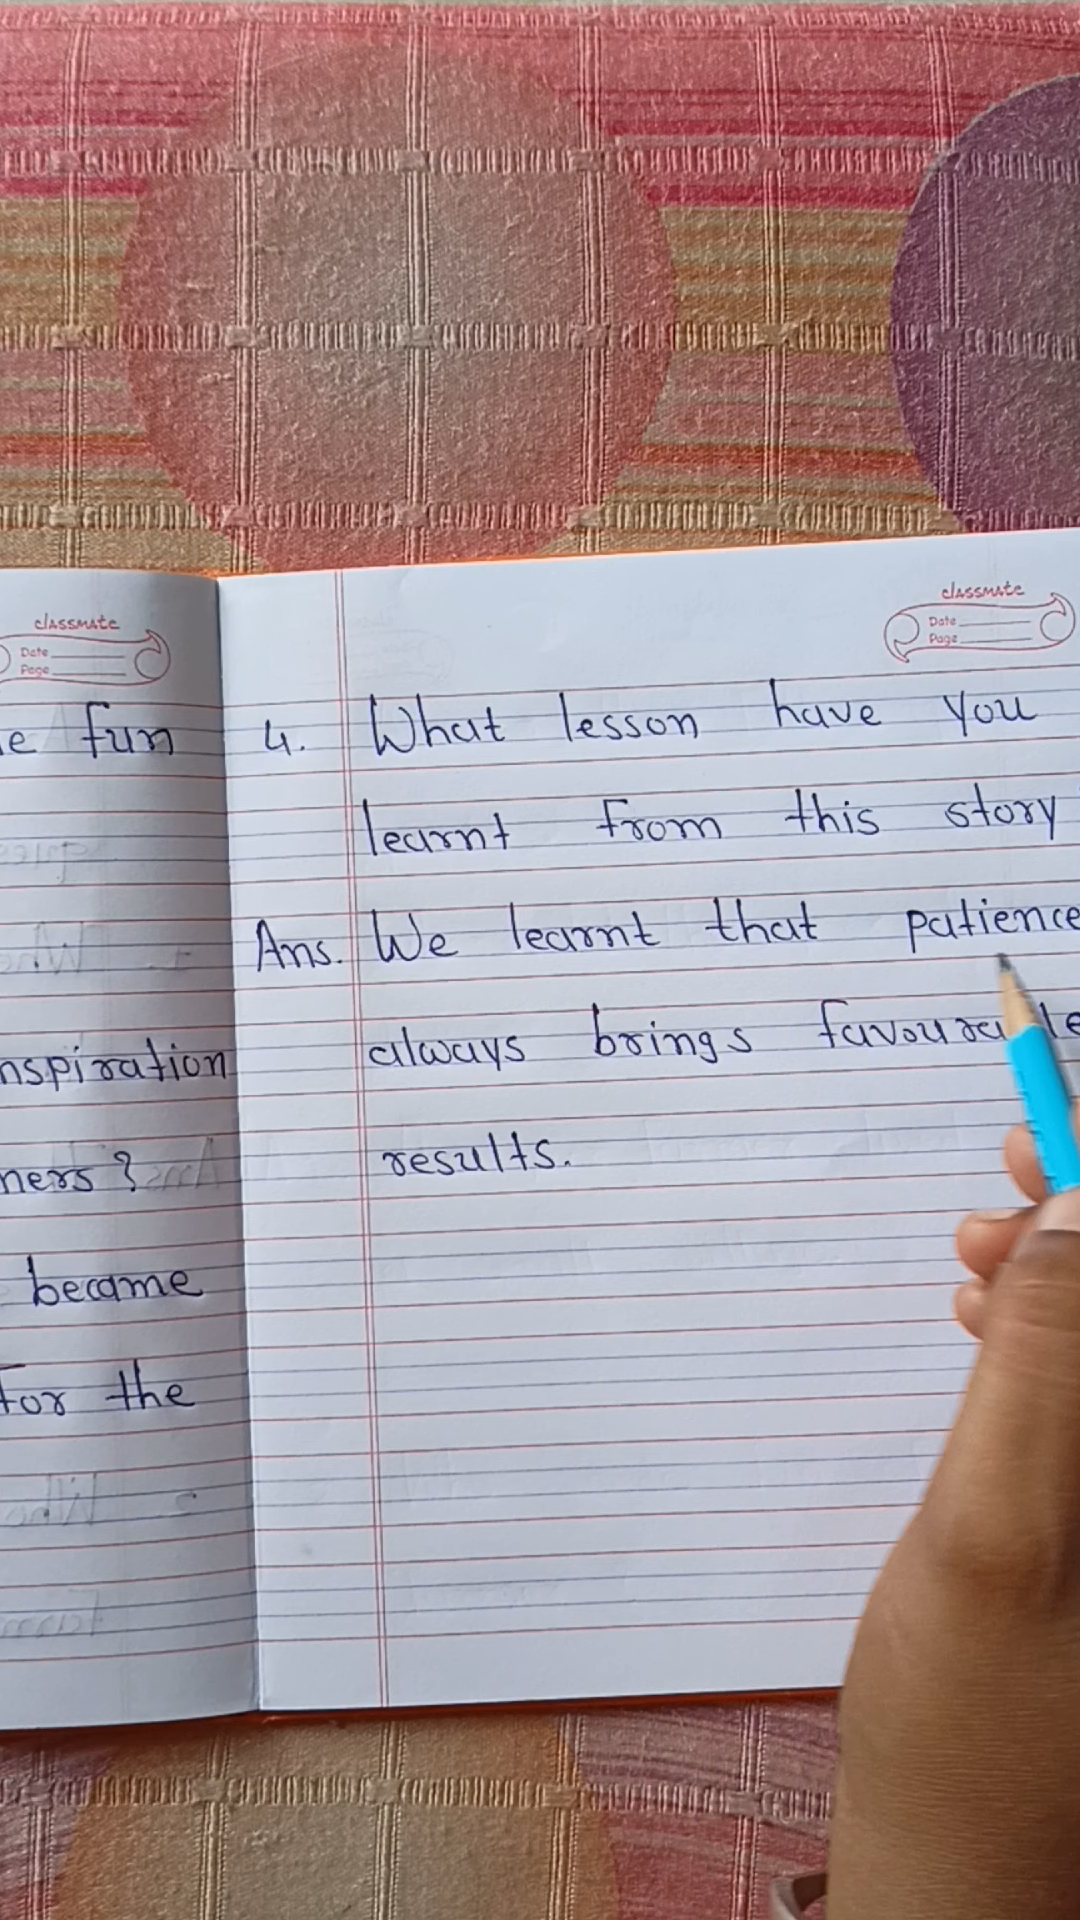 classmate
Date
Page
fun
nspiration
ners ?
became
for the
classmate
Date
Page
4. What lesson have you
learnt from this story
Ans. We learnt that patience
always brings favourable
results.